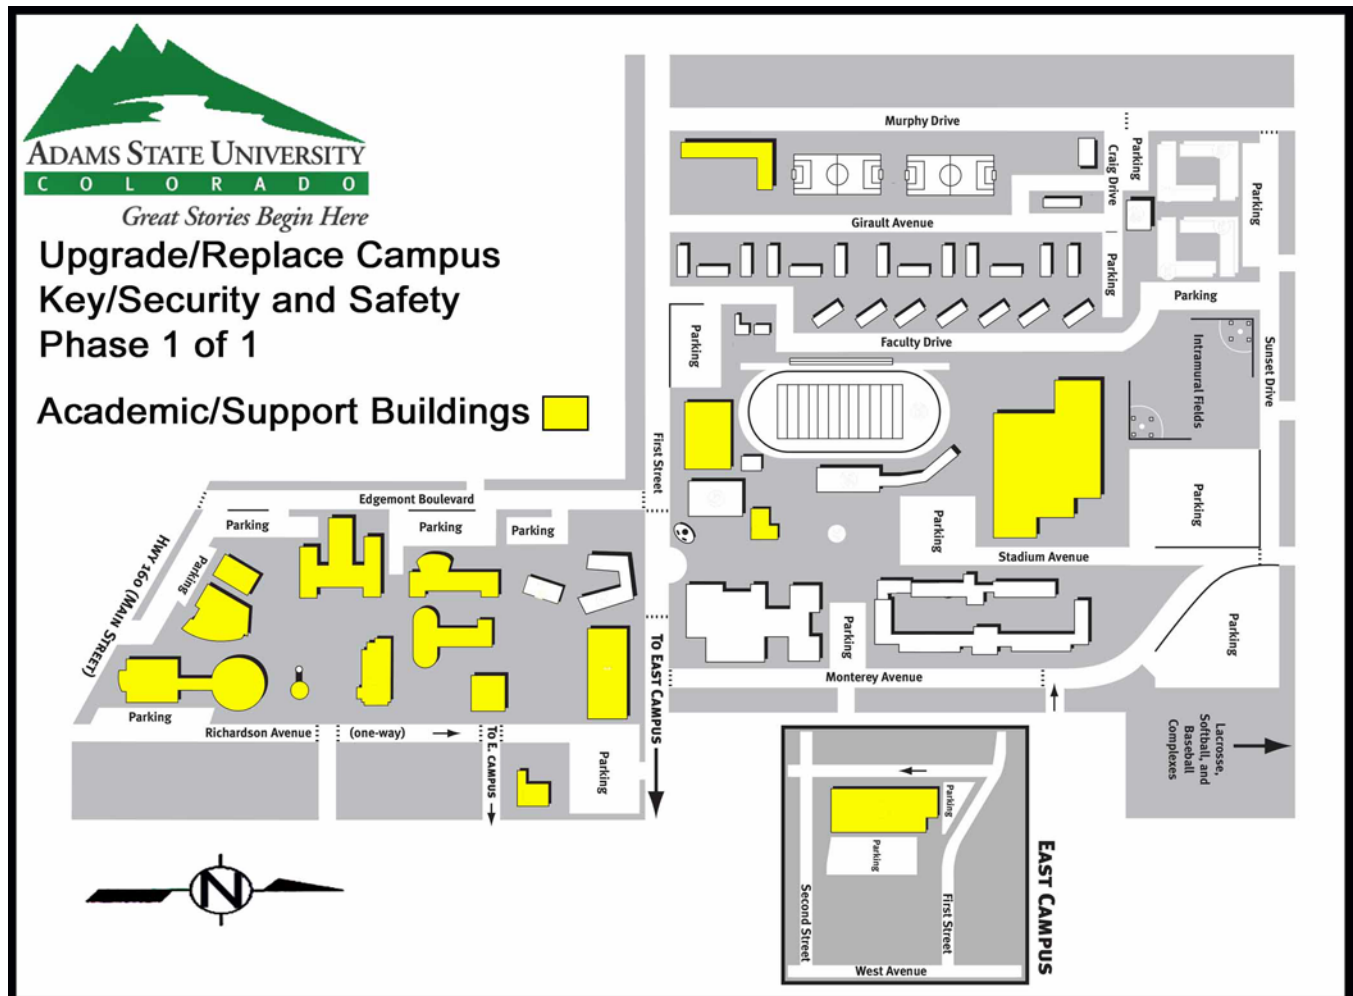 ADAMS STATE UNIVERSITY
COLORADO
Great Stories Begin Here
Upgrade/Replace Campus
Key/Security and Safety
Phase 1 of 1
Academic/Support Buildings
Murphy Drive
Craig Drive
Parking
Parking
Girault Avenue
Parking
Parking
Parking
Faculty Drive
Intramural Fields
Sunset Drive
First Street
Edgemont Boulevard
Parking
Parking
Parking
Parking
Parking
Parking
Stadium Avenue
HWY 160 (MAIN STREET)
Parking
Parking
Parking
Monterey Avenue
TO EAST CAMPUS
Richardson Avenue
(one-way)
TO E. CAMPUS
Parking
Lacrosse,
Softball, and
Baseball
Complexes
Parking
Parking
Second Street
First Street
West Avenue
EAST CAMPUS
N